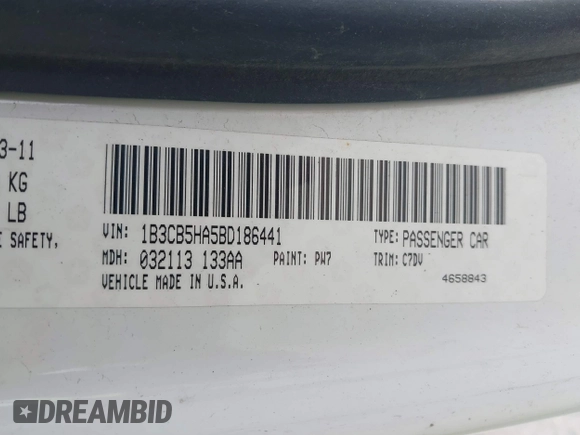 3-11
KG
LB
SAFETY,
VIN: 1B3CB5HA5BD186441 TYPE: PASSENGER CAR
MDH: 032113 133AA PAINT: PW7 TRIM: C7DV
VEHICLE MADE IN U.S.A. 4658843
DREAMBID